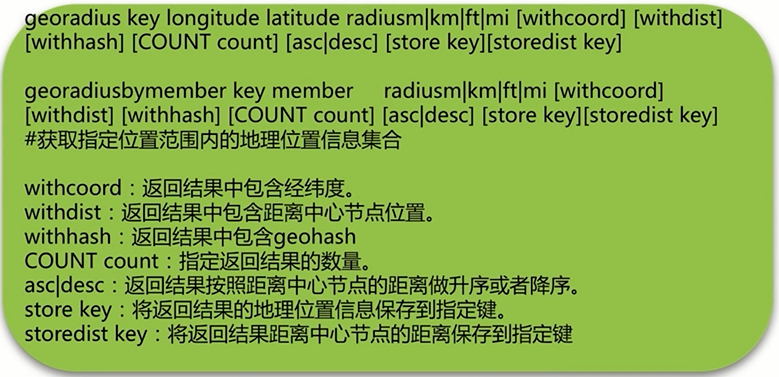 georadius key longitude latitude radiusm|km|ft|mi [withcoord] [withdist]
[withhash] [COUNT count] [asc|desc] [store key][storedist key]
georadiusbymember key member radiusm|km|ft|mi [withcoord]
[withdist] [withhash] [COUNT count] [asc|desc] [store key][storedist key]
#获取指定位置范围内的地理位置信息集合
withcoord：返回结果中包含经纬度。
withdist：返回结果中包含距离中心节点位置。
withhash：返回结果中包含geohash
COUNT count：指定返回结果的数量。
asc|desc：返回结果按照距离中心节点的距离做升序或者降序。
store key：将返回结果的地理位置信息保存到指定键。
storedist key：将返回结果距离中心节点的距离保存到指定键